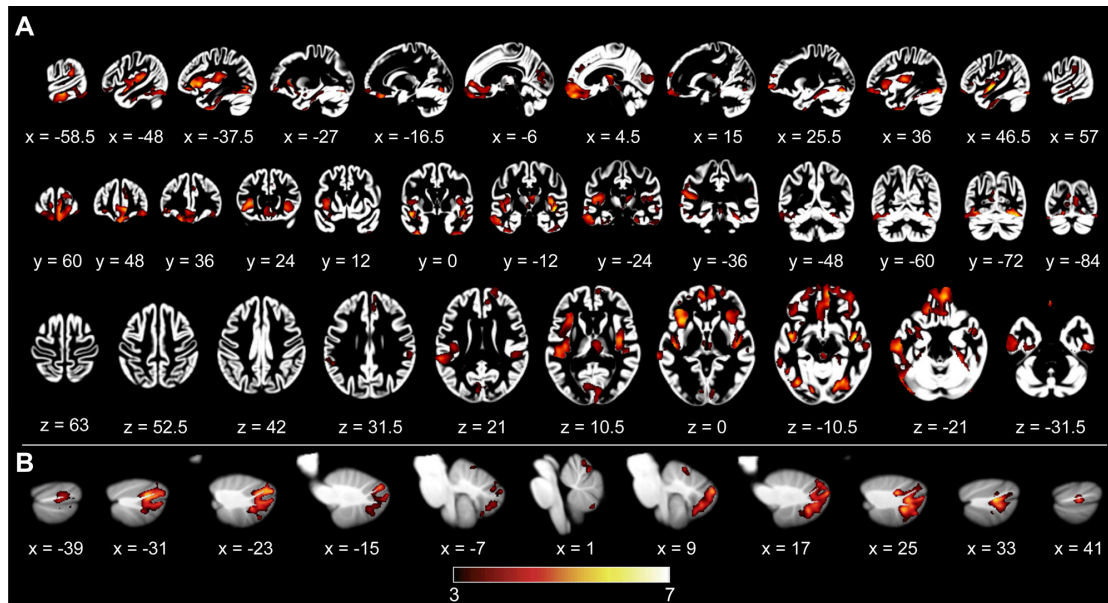 A
x = -58.5 x = -48 x = -37.5 x = -27 x = -16.5 x = -6 x = 4.5 x = 15 x = 25.5 x = 36 x = 46.5 x = 57
y = 60 y = 48 y = 36 y = 24 y = 12 y = 0 y = -12 y = -24 y = -36 y = -48 y = -60 y = -72 y = -84
z = 63 z = 52.5 z = 42 z = 31.5 z = 21 z = 10.5 z = 0 z = -10.5 z = -21 z = -31.5
B
x = -39 x = -31 x = -23 x = -15 x = -7 x = 1 x = 9 x = 17 x = 25 x = 33 x = 41
3 7